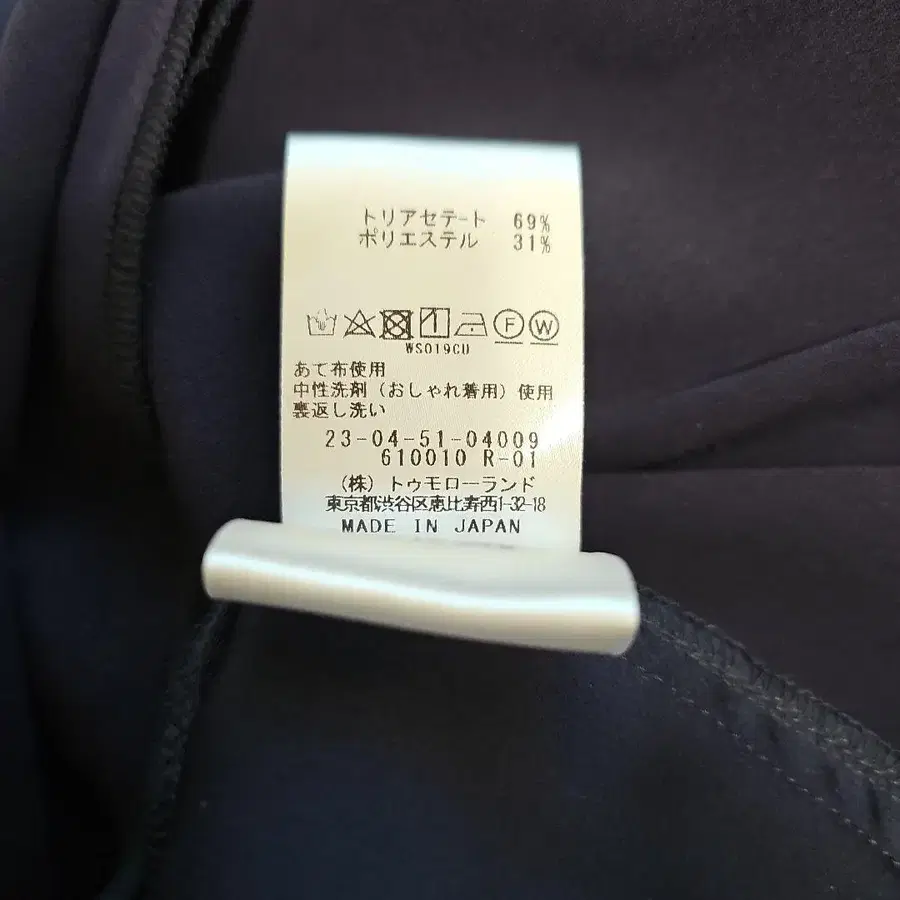 トリアセテート 69%
ポリエステル 31%
F W
WS019CU
あて布使用
中性洗剤（おしゃれ着用）使用
裏返し洗い
23-04-51-04009
610010 R-01
（株）トゥモローランド
東京都渋谷区恵比寿西1-32-18
MADE IN JAPAN